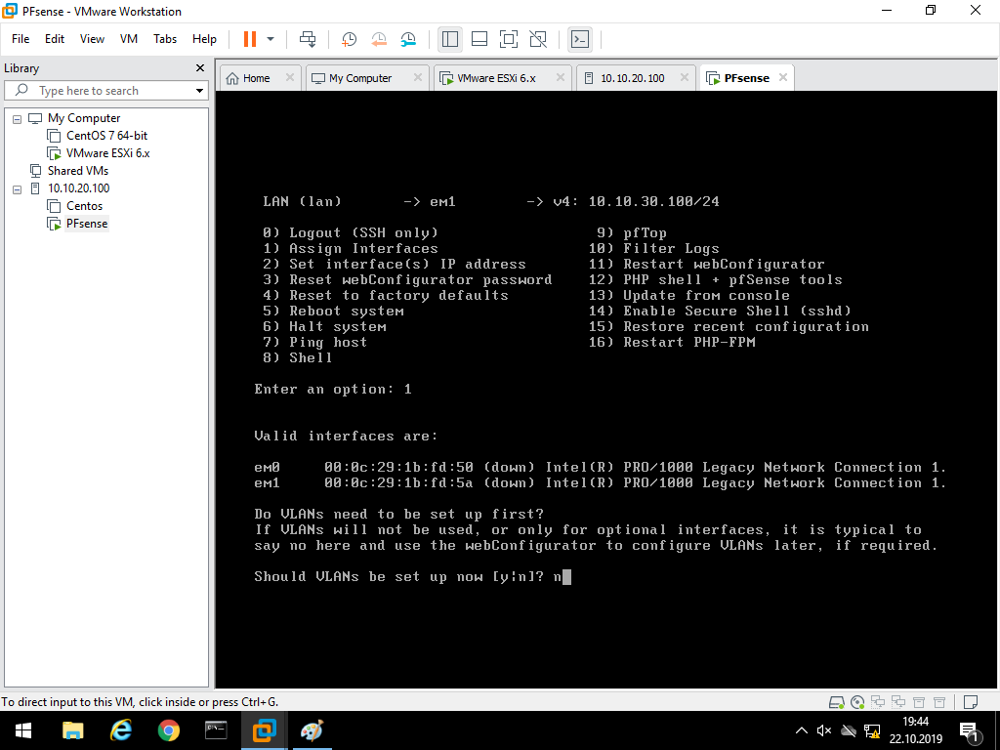 PFsense - VMware Workstation
File Edit View VM Tabs Help
Library
Type here to search
My Computer
CentOS 7 64-bit
VMware ESXi 6.x
Shared VMs
10.10.20.100
Centos
PFsense
Home My Computer VMware ESXi 6.x 10.10.20.100 PFsense
LAN (lan) -> em1 -> v4: 10.10.30.100/24
0) Logout (SSH only) 9) pfTop
1) Assign Interfaces 10) Filter Logs
2) Set interface(s) IP address 11) Restart webConfigurator
3) Reset webConfigurator password 12) PHP shell + pfSense tools
4) Reset to factory defaults 13) Update from console
5) Reboot system 14) Enable Secure Shell (sshd)
6) Halt system 15) Restore recent configuration
7) Ping host 16) Restart PHP-FPM
8) Shell
Enter an option: 1
Valid interfaces are:
em0 00:0c:29:1b:fd:50 (down) Intel(R) PRO/1000 Legacy Network Connection 1.
em1 00:0c:29:1b:fd:5a (down) Intel(R) PRO/1000 Legacy Network Connection 1.
Do VLANs need to be set up first?
If VLANs will not be used, or only for optional interfaces, it is typical to
say no here and use the webConfigurator to configure VLANs later, if required.
Should VLANs be set up now [y|n]? n
To direct input to this VM, click inside or press Ctrl+G.
19:44
22.10.2019
1